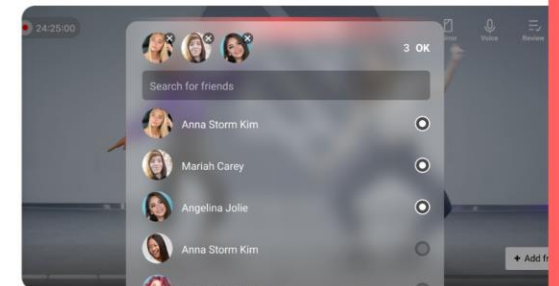 24:25:00
3 OK
Mirror Voice Review
Search for friends
Anna Storm Kim
Mariah Carey
Angelina Jolie
Anna Storm Kim
+ Add fr